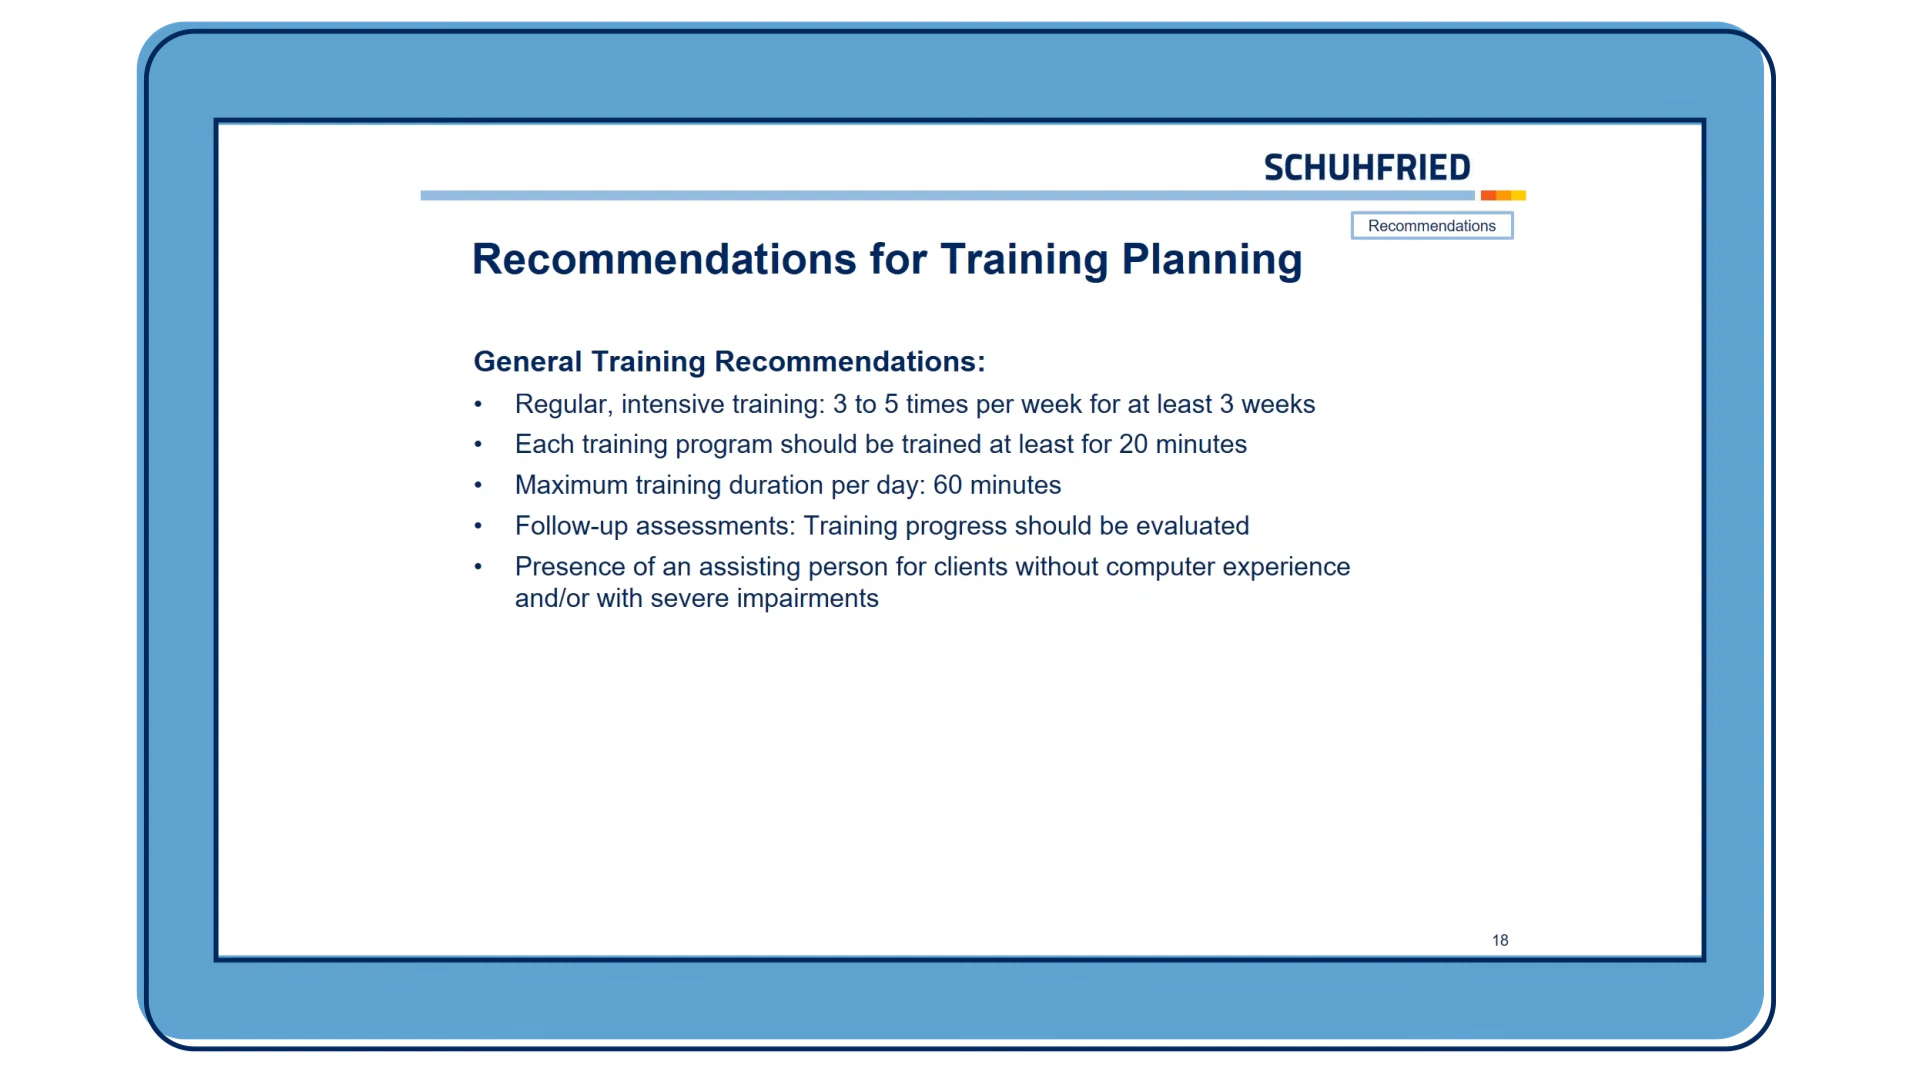 SCHUHFRIED
Recommendations
Recommendations for Training Planning
General Training Recommendations:
• Regular, intensive training: 3 to 5 times per week for at least 3 weeks
• Each training program should be trained at least for 20 minutes
• Maximum training duration per day: 60 minutes
• Follow-up assessments: Training progress should be evaluated
• Presence of an assisting person for clients without computer experience
and/or with severe impairments
18